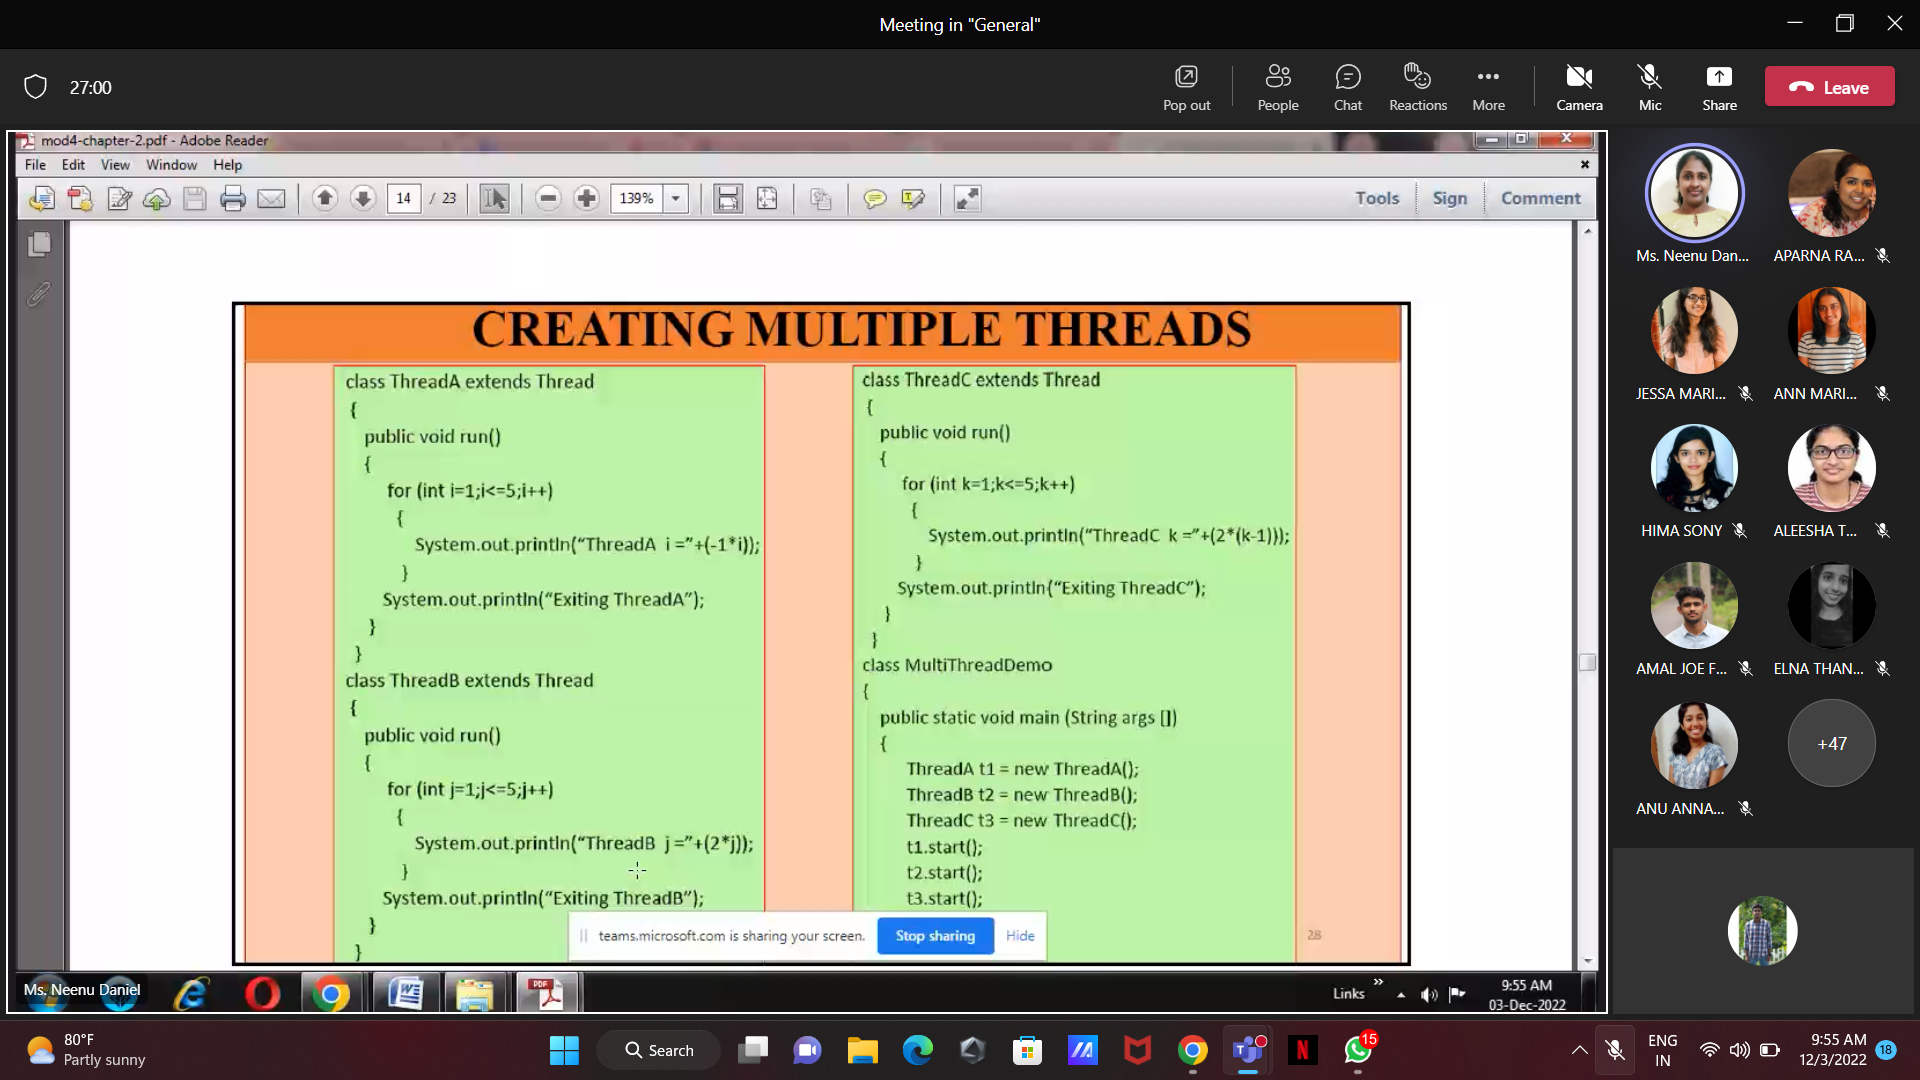 Meeting in "General"
27:00
Pop out
People
Chat
Reactions
More
Camera
Mic
Share
Leave
mod4-chapter-2.pdf - Adobe Reader
File Edit View Window Help
14 / 23
139%
Tools
Sign
Comment
CREATING MULTIPLE THREADS
class ThreadA extends Thread
{
public void run()
{
for (int i=1;i<=5;i++)
{
System.out.println(“ThreadA i =”+(-1*i));
}
System.out.println(“Exiting ThreadA”);
}
}
class ThreadB extends Thread
{
public void run()
{
for (int j=1;j<=5;j++)
{
System.out.println(“ThreadB j =”+(2*j));
}
System.out.println(“Exiting ThreadB”);
}
}
class ThreadC extends Thread
{
public void run()
{
for (int k=1;k<=5;k++)
{
System.out.println(“ThreadC k =”+(2*(k-1)));
}
System.out.println(“Exiting ThreadC”);
}
}
class MultiThreadDemo
{
public static void main (String args [])
{
ThreadA t1 = new ThreadA();
ThreadB t2 = new ThreadB();
ThreadC t3 = new ThreadC();
t1.start();
t2.start();
t3.start();
28
teams.microsoft.com is sharing your screen.
Stop sharing
Hide
Ms. Neenu Daniel
PDF
Links
9:55 AM
03-Dec-2022
Ms. Neenu Dan...
APARNA RA...
JESSA MARI...
ANN MARI...
HIMA SONY
ALEESHA T...
AMAL JOE F...
ELNA THAN...
ANU ANNA...
+47
80°F
Partly sunny
Search
15
ENG
IN
9:55 AM
12/3/2022
18